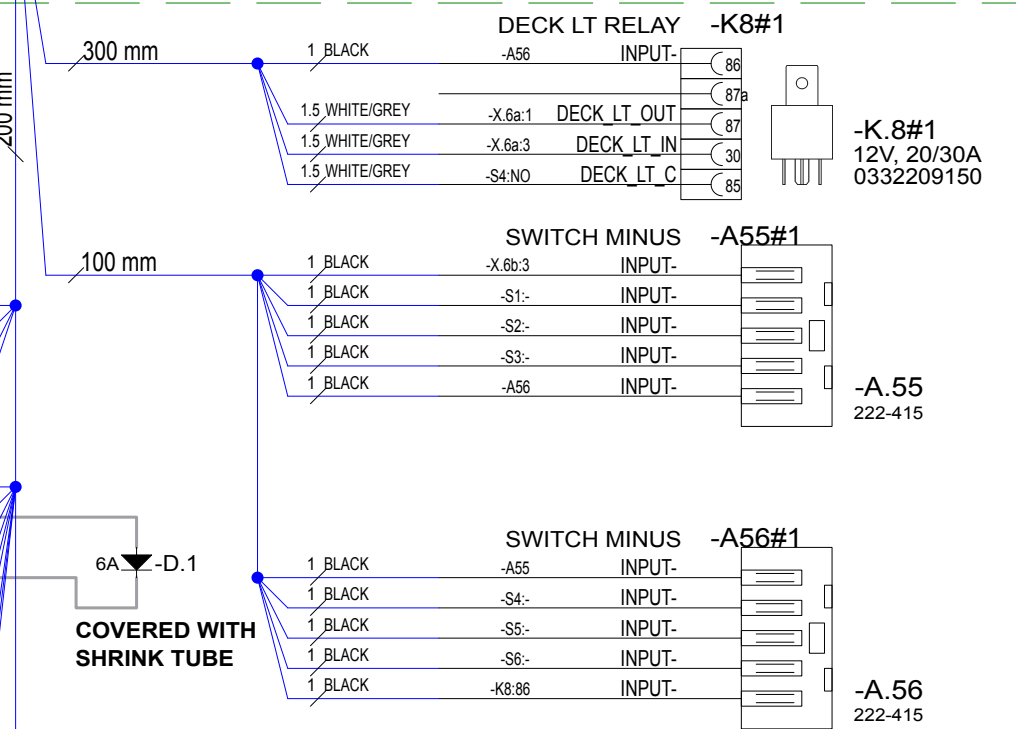 DECK LT RELAY -K8#1
300 mm 1 BLACK -A56 INPUT- 86
87a
1.5 WHITE/GREY -X.6a:1 DECK_LT_OUT 87
1.5 WHITE/GREY -X.6a:3 DECK_LT_IN 30
1.5 WHITE/GREY -S4:NO DECK_LT_C 85
-K.8#1
12V, 20/30A
0332209150
200 mm
SWITCH MINUS -A55#1
100 mm 1 BLACK -X.6b:3 INPUT-
1 BLACK -S1:- INPUT-
1 BLACK -S2:- INPUT-
1 BLACK -S3:- INPUT-
1 BLACK -A56 INPUT-
-A.55
222-415
SWITCH MINUS -A56#1
6A -D.1
COVERED WITH
SHRINK TUBE
1 BLACK -A55 INPUT-
1 BLACK -S4:- INPUT-
1 BLACK -S5:- INPUT-
1 BLACK -S6:- INPUT-
1 BLACK -K8:86 INPUT-
-A.56
222-415